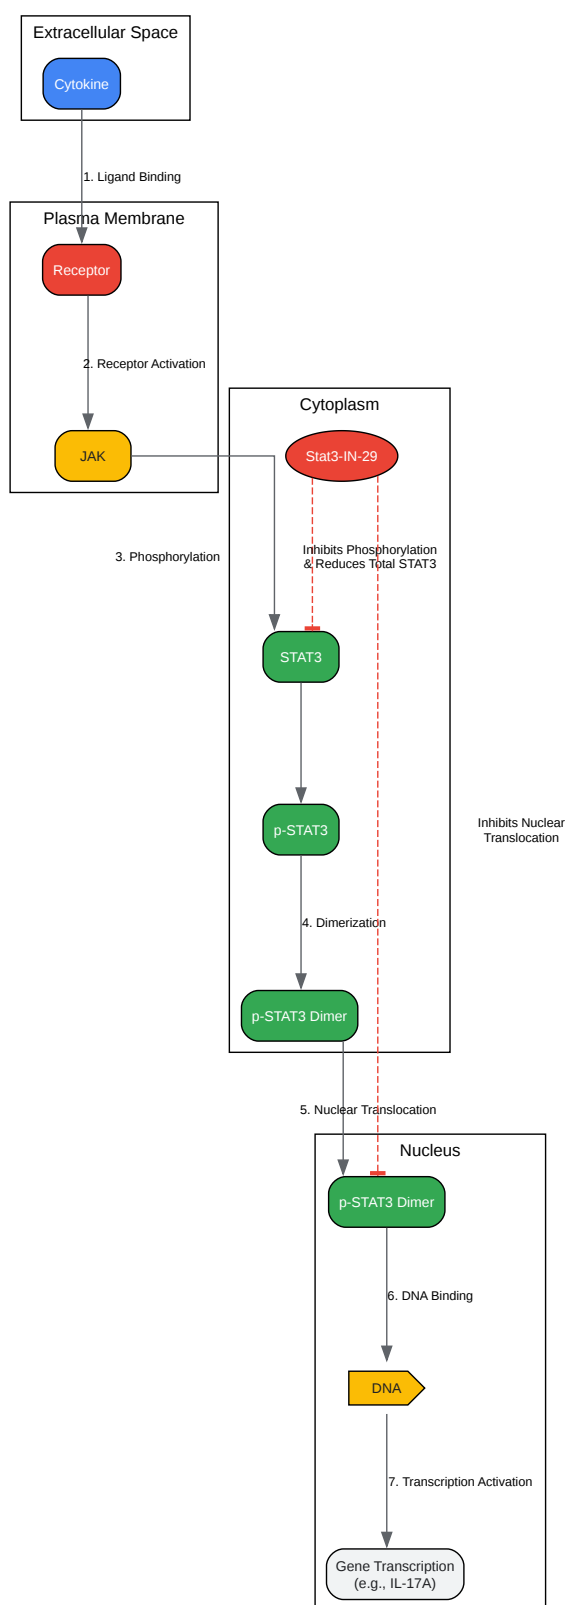 Extracellular Space
Cytokine
1. Ligand Binding
Plasma Membrane
Receptor
2. Receptor Activation
JAK
Cytoplasm
Stat3-IN-29
3. Phosphorylation
Inhibits Phosphorylation
& Reduces Total STAT3
STAT3
p-STAT3
Inhibits Nuclear
Translocation
4. Dimerization
p-STAT3 Dimer
5. Nuclear Translocation
Nucleus
p-STAT3 Dimer
6. DNA Binding
DNA
7. Transcription Activation
Gene Transcription
(e.g., IL-17A)